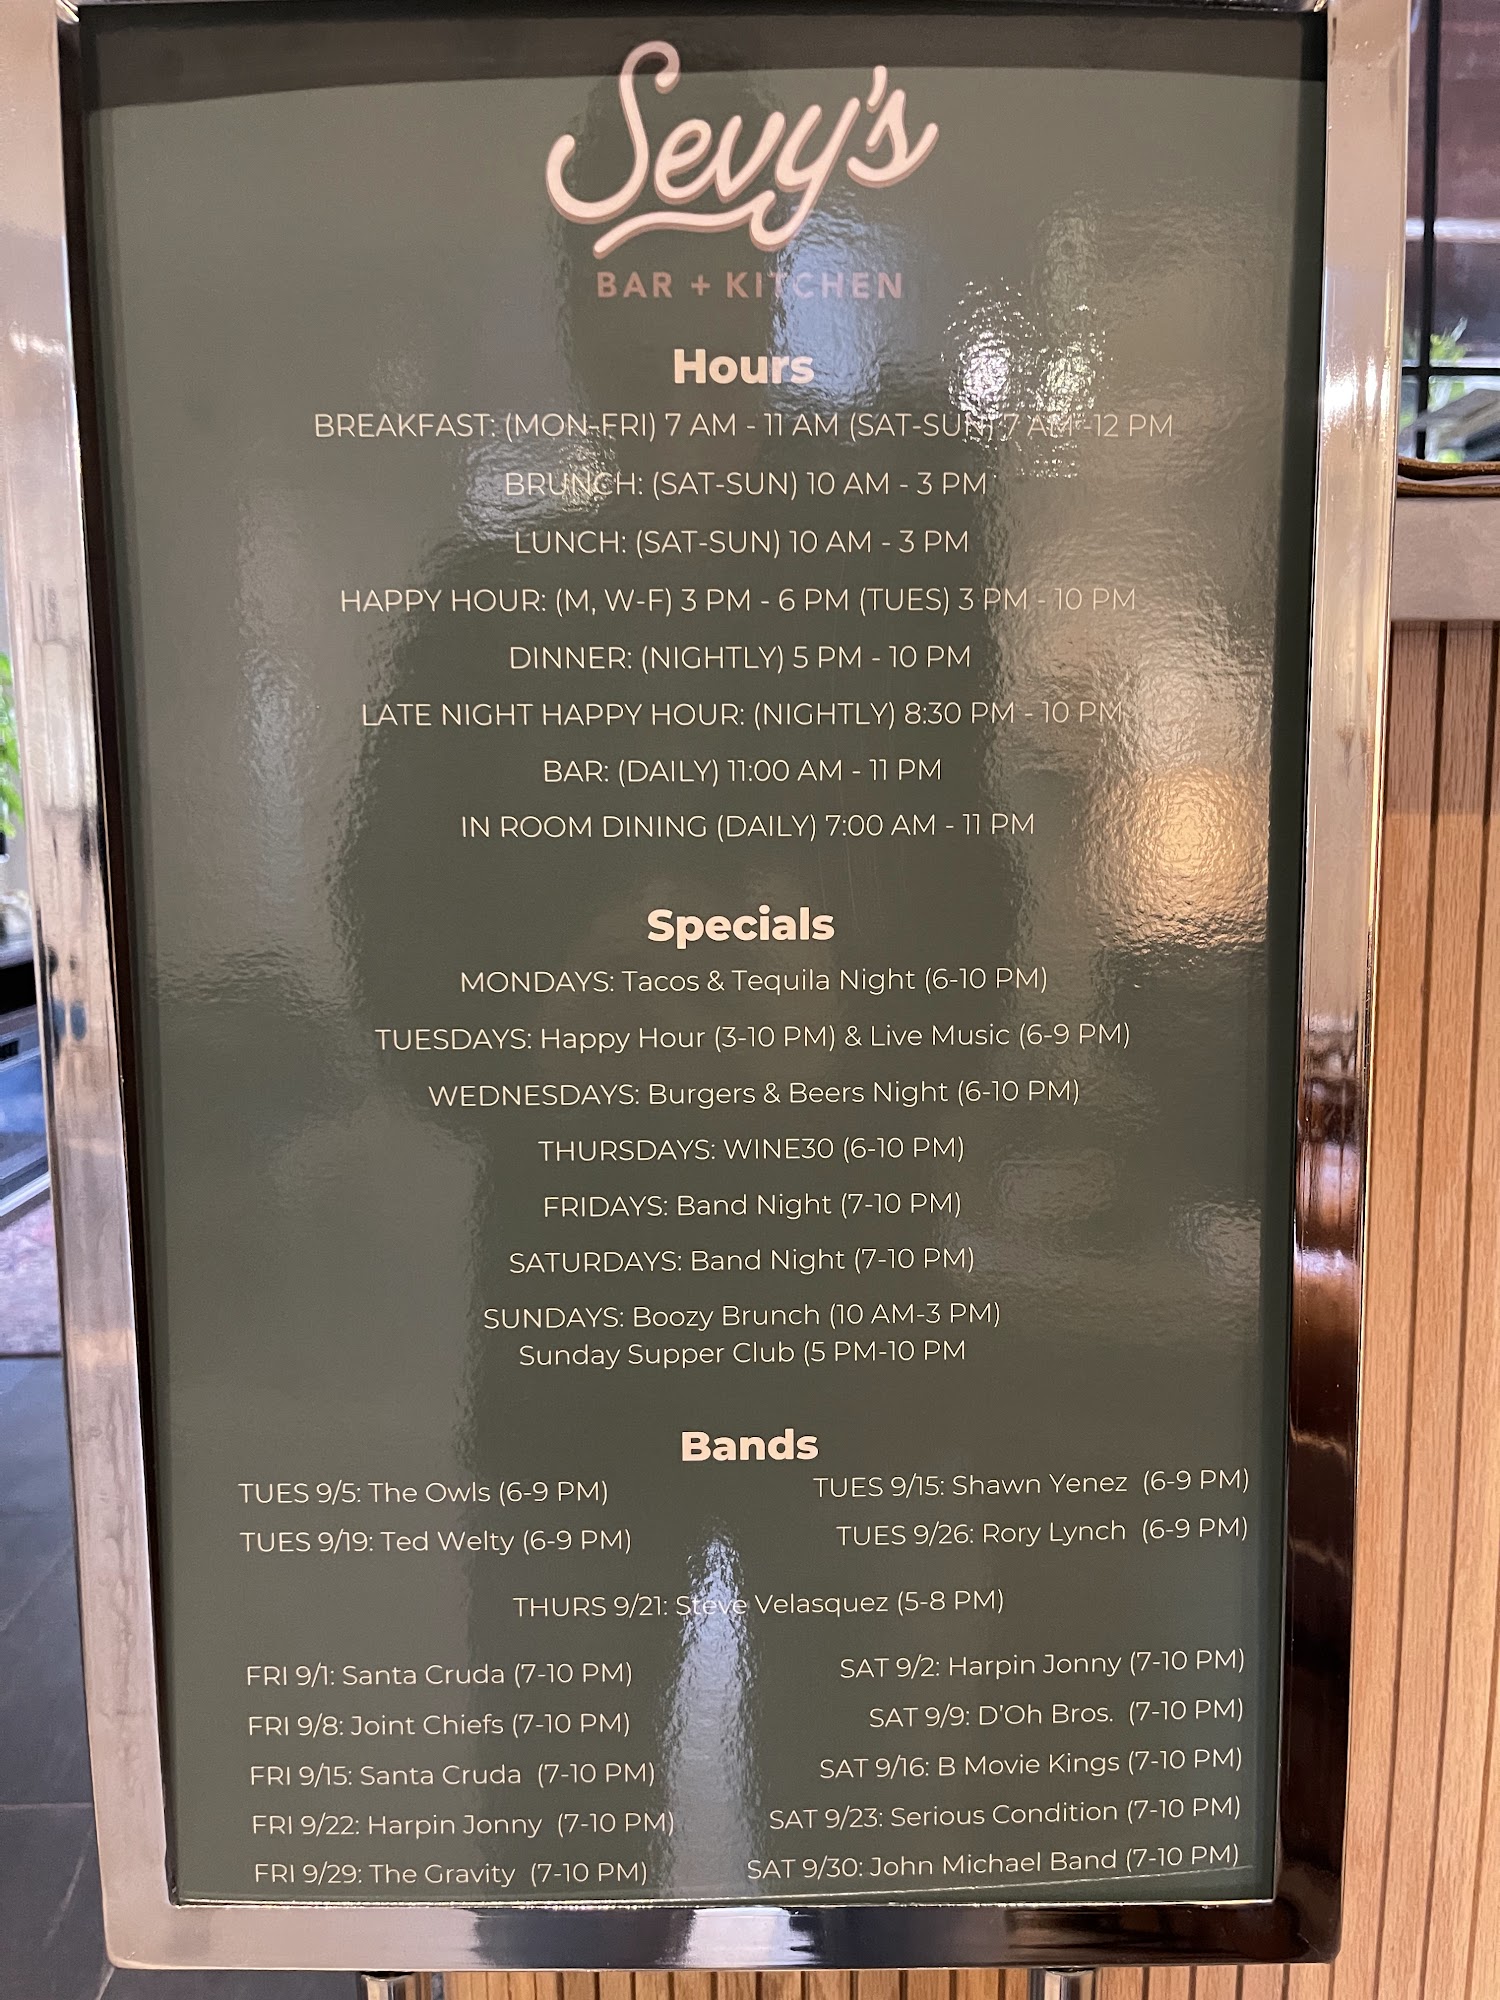 Sevy's
BAR + KITCHEN
Hours
BREAKFAST: (MON-FRI) 7 AM - 11 AM (SAT-SUN) 7 AM -12 PM
BRUNCH: (SAT-SUN) 10 AM - 3 PM
LUNCH: (SAT-SUN) 10 AM - 3 PM
HAPPY HOUR: (M, W-F) 3 PM - 6 PM (TUES) 3 PM - 10 PM
DINNER: (NIGHTLY) 5 PM - 10 PM
LATE NIGHT HAPPY HOUR: (NIGHTLY) 8:30 PM - 10 PM
BAR: (DAILY) 11:00 AM - 11 PM
IN ROOM DINING (DAILY) 7:00 AM - 11 PM
Specials
MONDAYS: Tacos & Tequila Night (6-10 PM)
TUESDAYS: Happy Hour (3-10 PM) & Live Music (6-9 PM)
WEDNESDAYS: Burgers & Beers Night (6-10 PM)
THURSDAYS: WINE30 (6-10 PM)
FRIDAYS: Band Night (7-10 PM)
SATURDAYS: Band Night (7-10 PM)
SUNDAYS: Boozy Brunch (10 AM-3 PM)
Sunday Supper Club (5 PM-10 PM
Bands
TUES 9/5: The Owls (6-9 PM)
TUES 9/15: Shawn Yenez (6-9 PM)
TUES 9/19: Ted Welty (6-9 PM)
TUES 9/26: Rory Lynch (6-9 PM)
THURS 9/21: Steve Velasquez (5-8 PM)
FRI 9/1: Santa Cruda (7-10 PM)
SAT 9/2: Harpin Jonny (7-10 PM)
FRI 9/8: Joint Chiefs (7-10 PM)
SAT 9/9: D'Oh Bros. (7-10 PM)
FRI 9/15: Santa Cruda (7-10 PM)
SAT 9/16: B Movie Kings (7-10 PM)
FRI 9/22: Harpin Jonny (7-10 PM)
SAT 9/23: Serious Condition (7-10 PM)
FRI 9/29: The Gravity (7-10 PM)
SAT 9/30: John Michael Band (7-10 PM)